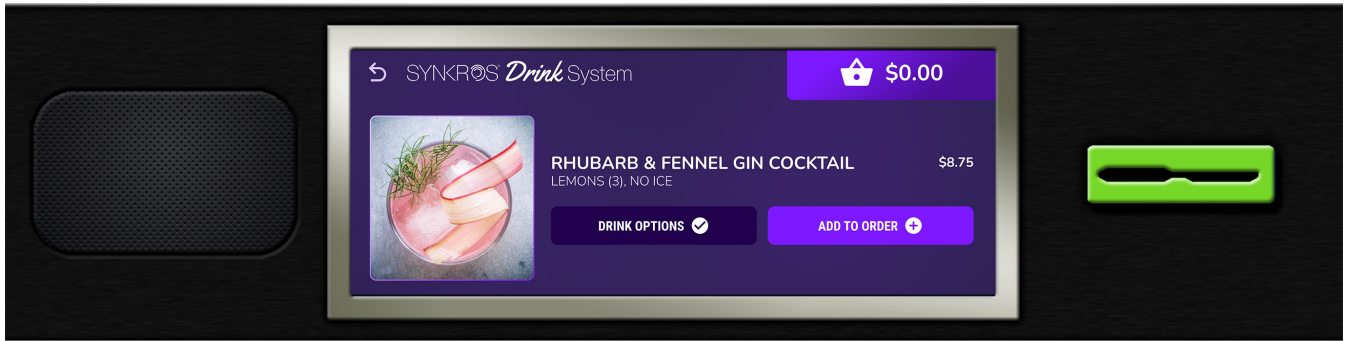 SYNKROS Drink System
$0.00
RHUBARB & FENNEL GIN COCKTAIL
$8.75
LEMONS (3), NO ICE
DRINK OPTIONS
ADD TO ORDER